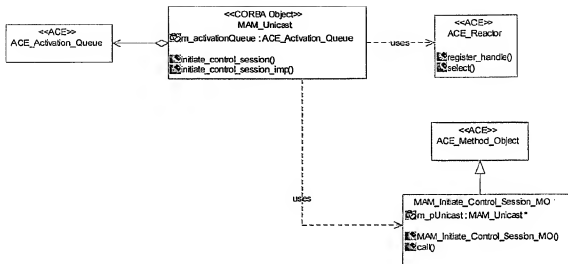 <<ACE>>
ACE_Activation_Queue
<<CORBA Object>>
MAM_Unicast
m_activationQueue : ACE_Activation_Queue
initiate_control_session()
initiate_control_session_imp()
uses
<<ACE>>
ACE_Reactor
register_handle()
select()
<<ACE>>
ACE_Method_Object
uses
MAM_Initiate_Control_Session_MO
m_pUnicast : MAM_Unicast*
MAM_Initiate_Control_Session_MO()
call()